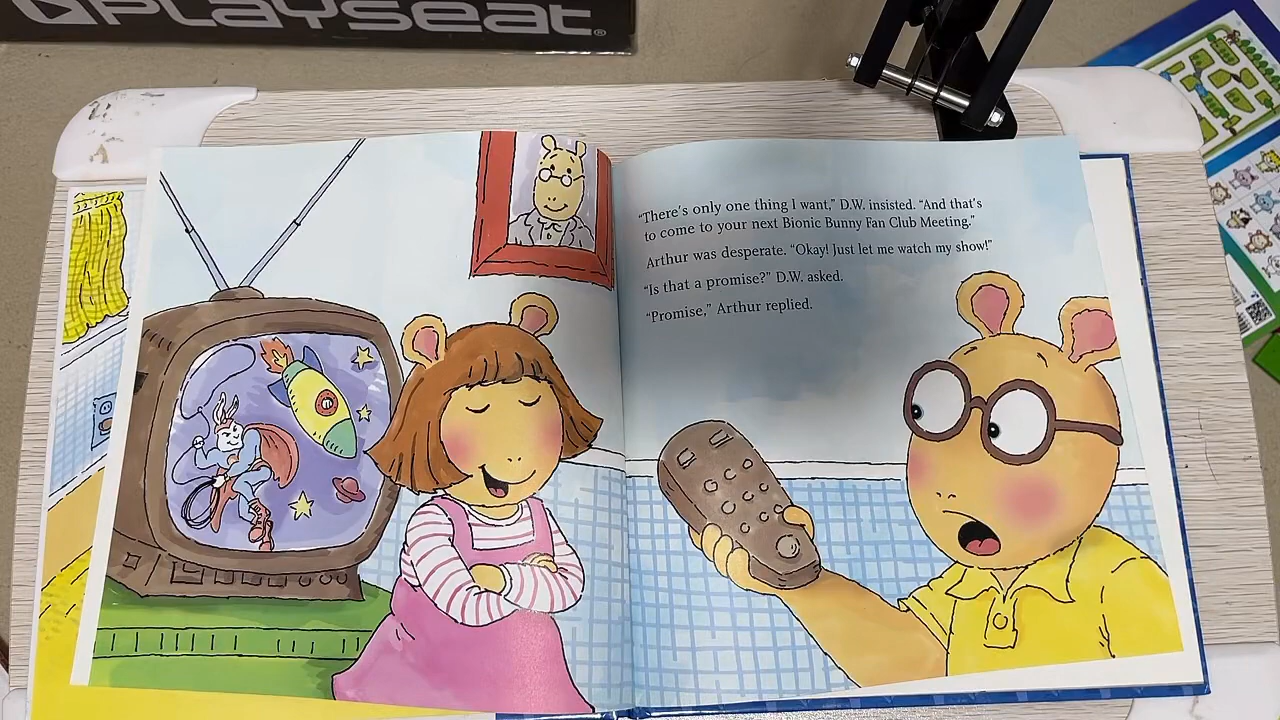 PLAYSEAT®
"There's only one thing I want," D.W. insisted. "And that's
to come to your next Bionic Bunny Fan Club Meeting."
Arthur was desperate. "Okay! Just let me watch my show!"
"Is that a promise?" D.W. asked.
"Promise," Arthur replied.